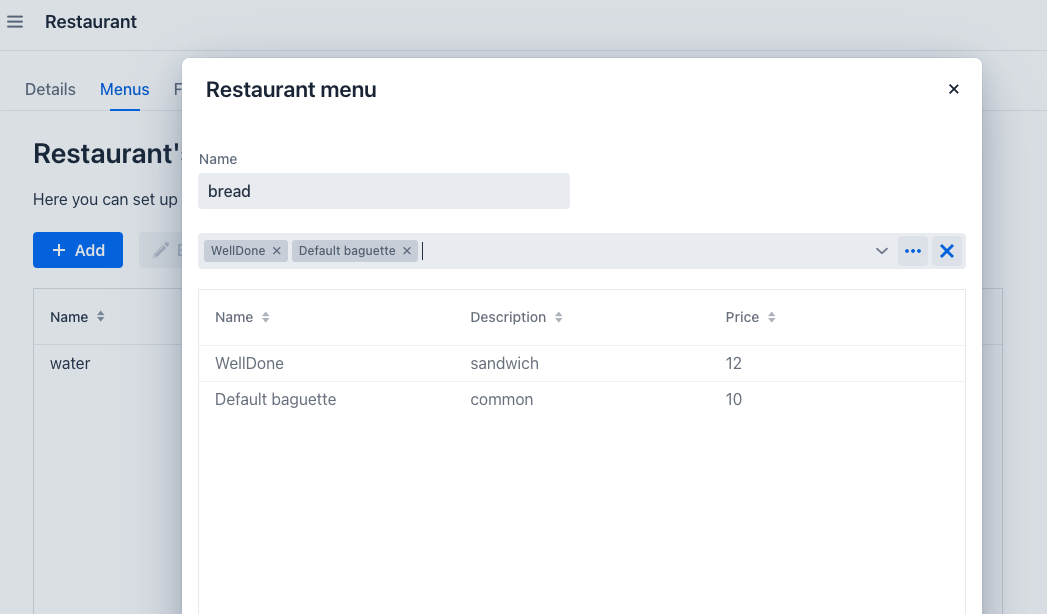 Restaurant
Details Menus F
Restaurant's
Here you can set up
Add
Name
water
Restaurant menu
Name
bread
WellDone Default baguette
Name Description Price
WellDone sandwich 12
Default baguette common 10